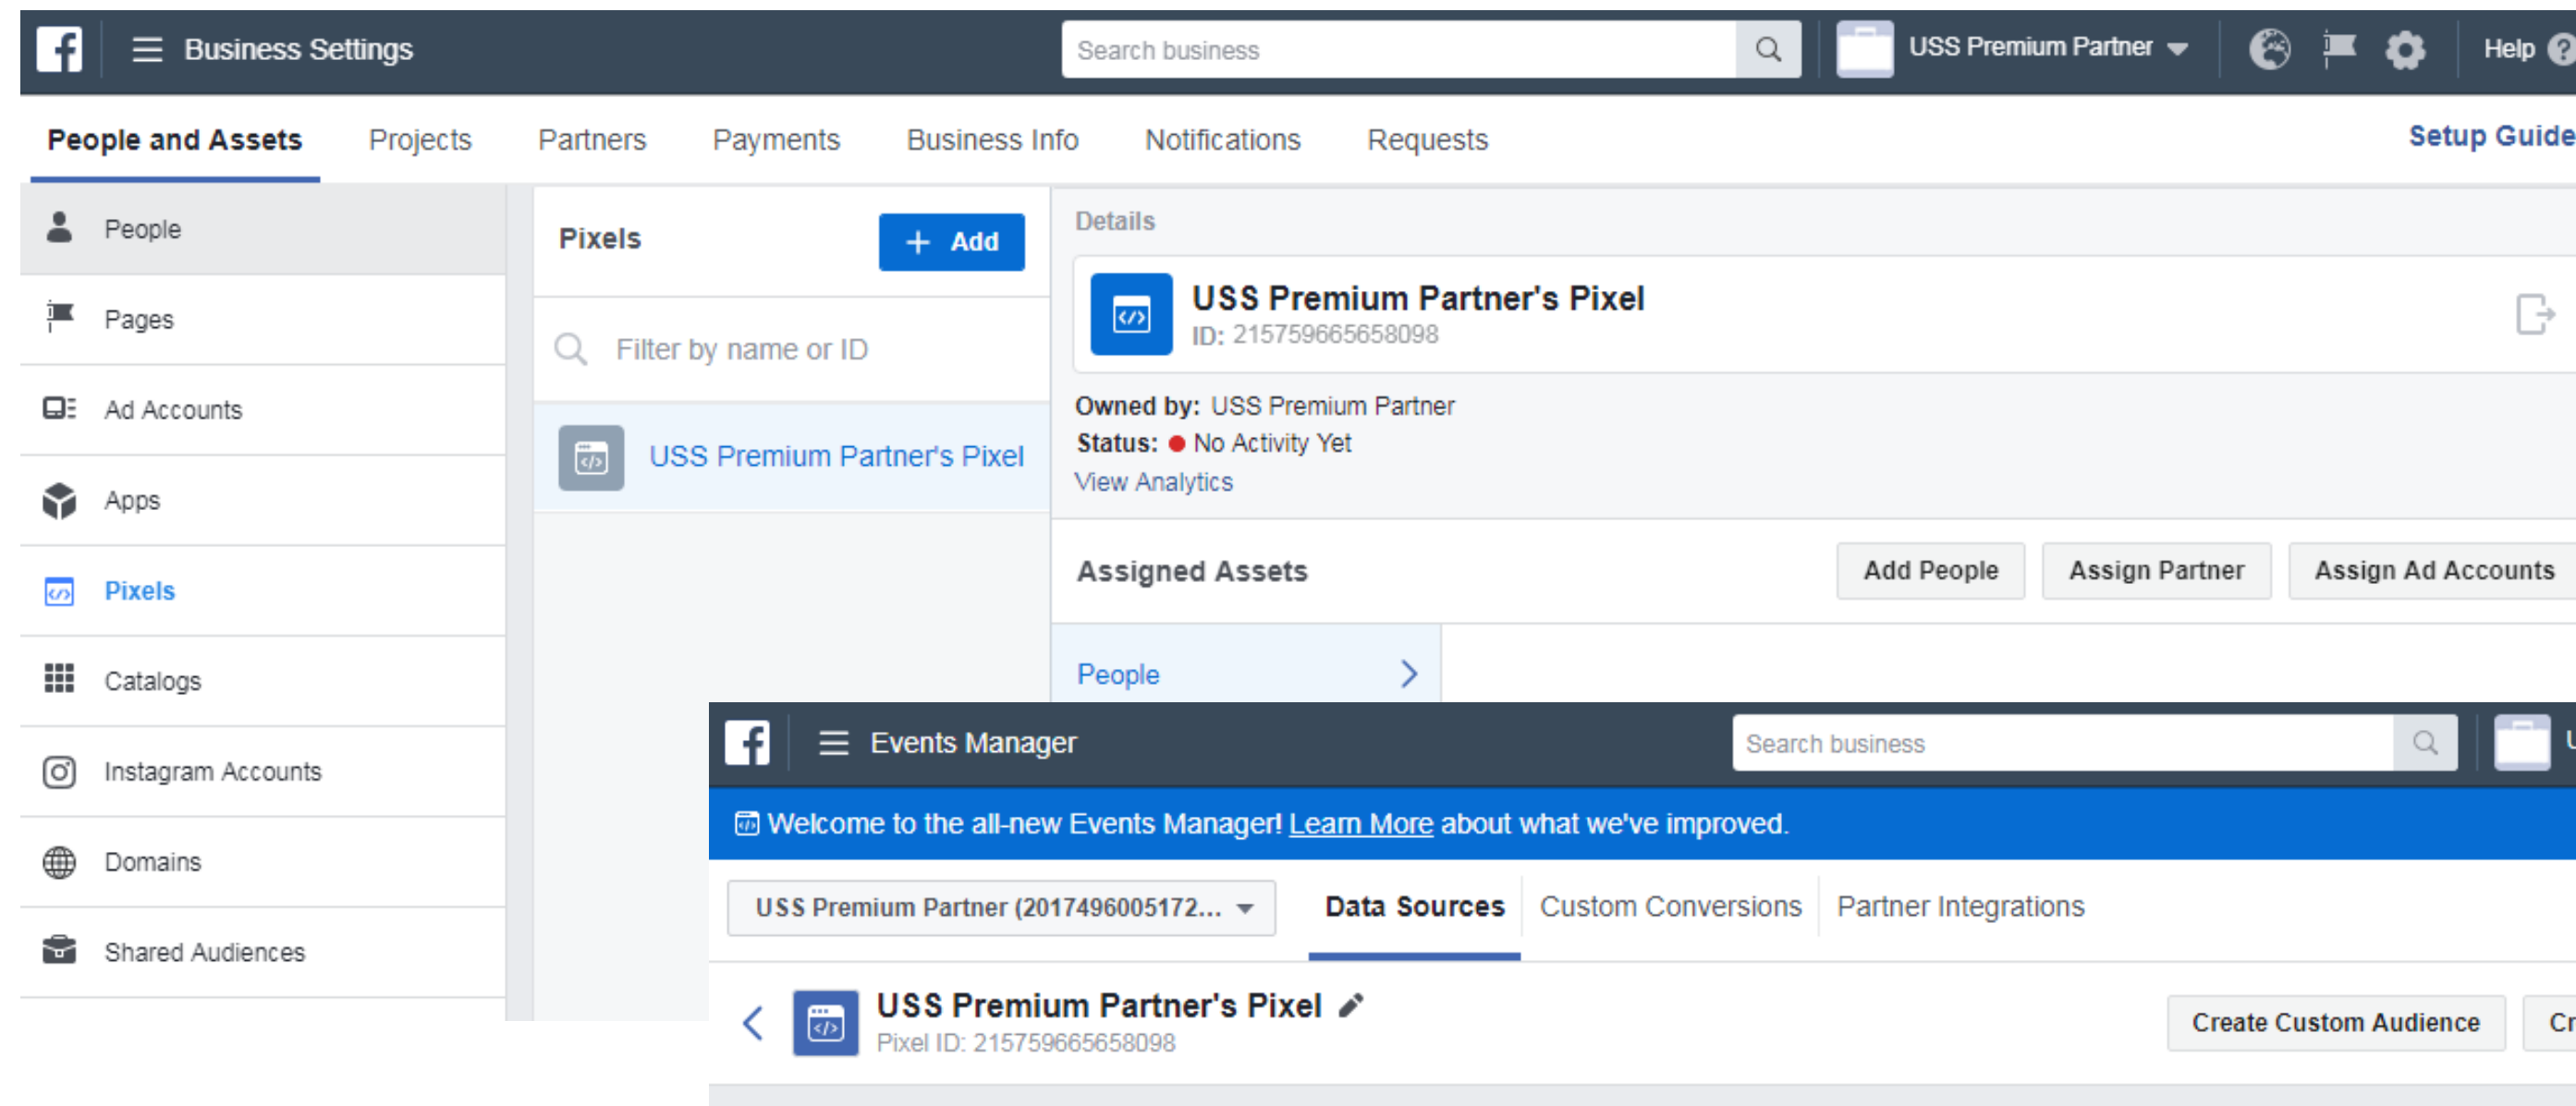 Business Settings
Search business
USS Premium Partner
Help
People and Assets Projects Partners Payments Business Info Notifications Requests Setup Guide
People
Pages
Ad Accounts
Apps
Pixels
Catalogs
Instagram Accounts
Domains
Shared Audiences
Pixels
+ Add
Filter by name or ID
USS Premium Partner's Pixel
Details
USS Premium Partner's Pixel
ID: 215759665658098
Owned by: USS Premium Partner
Status: No Activity Yet
View Analytics
Assigned Assets
Add People Assign Partner Assign Ad Accounts
People
Events Manager
Search business
Welcome to the all-new Events Manager! Learn More about what we've improved.
USS Premium Partner (2017496005172...
Data Sources Custom Conversions Partner Integrations
USS Premium Partner's Pixel
Pixel ID: 215759665658098
Create Custom Audience